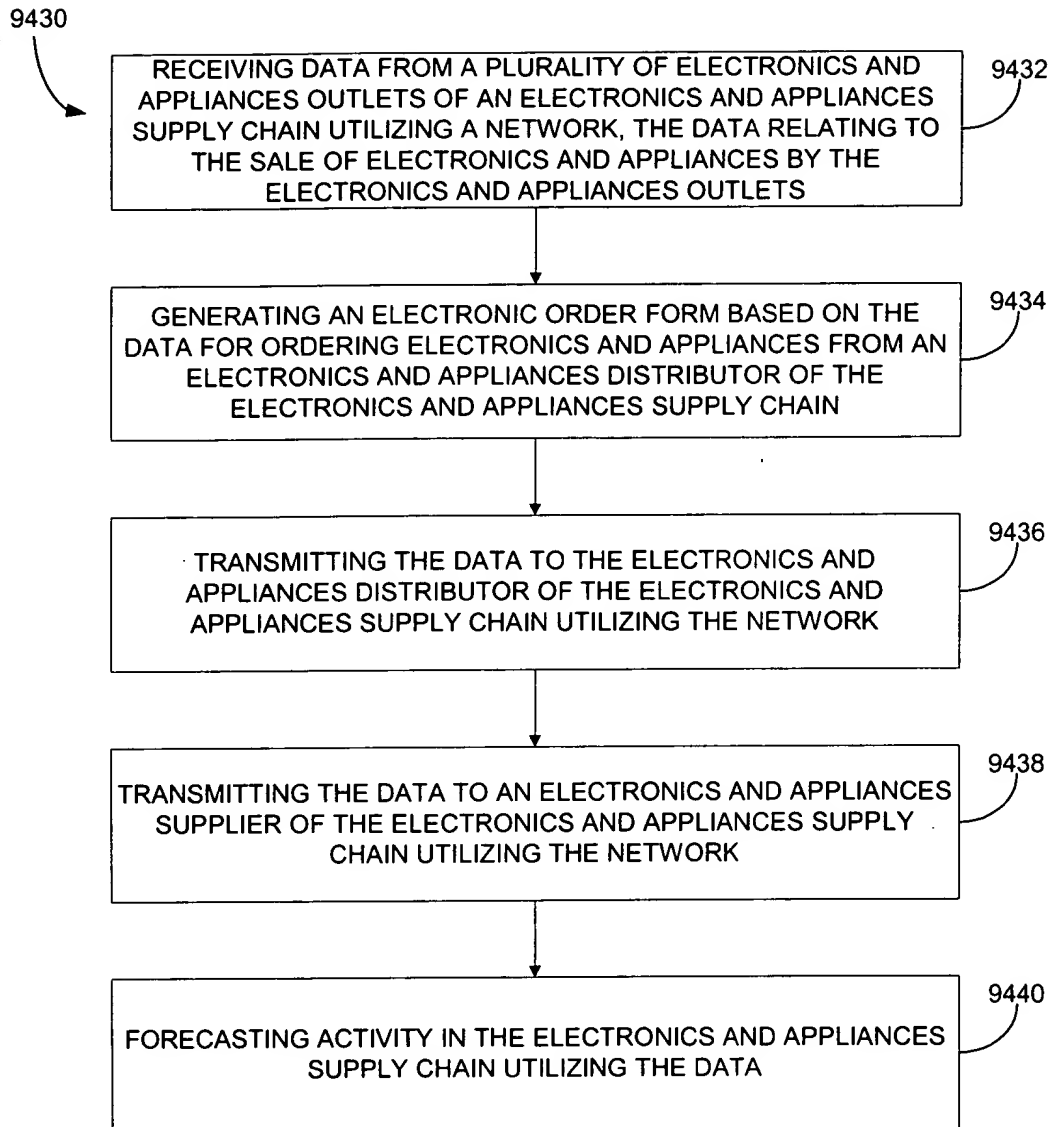 9430
RECEIVING DATA FROM A PLURALITY OF ELECTRONICS AND
APPLIANCES OUTLETS OF AN ELECTRONICS AND APPLIANCES
SUPPLY CHAIN UTILIZING A NETWORK, THE DATA RELATING TO
THE SALE OF ELECTRONICS AND APPLIANCES BY THE
ELECTRONICS AND APPLIANCES OUTLETS
9432
GENERATING AN ELECTRONIC ORDER FORM BASED ON THE
DATA FOR ORDERING ELECTRONICS AND APPLIANCES FROM AN
ELECTRONICS AND APPLIANCES DISTRIBUTOR OF THE
ELECTRONICS AND APPLIANCES SUPPLY CHAIN
9434
TRANSMITTING THE DATA TO THE ELECTRONICS AND
APPLIANCES DISTRIBUTOR OF THE ELECTRONICS AND
APPLIANCES SUPPLY CHAIN UTILIZING THE NETWORK
9436
TRANSMITTING THE DATA TO AN ELECTRONICS AND APPLIANCES
SUPPLIER OF THE ELECTRONICS AND APPLIANCES SUPPLY
CHAIN UTILIZING THE NETWORK
9438
FORECASTING ACTIVITY IN THE ELECTRONICS AND APPLIANCES
SUPPLY CHAIN UTILIZING THE DATA
9440